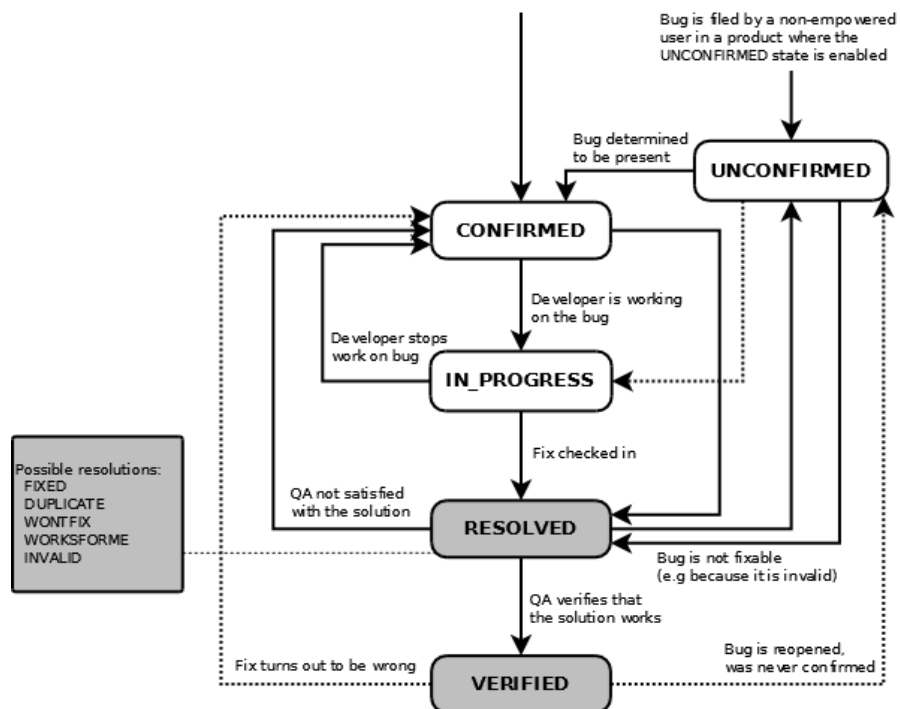 Bug is filed by a non-empowered
user in a product where the
UNCONFIRMED state is enabled
Bug determined
to be present
UNCONFIRMED
CONFIRMED
Developer is working
on the bug
Developer stops
work on bug
IN_PROGRESS
Possible resolutions:
FIXED
DUPLICATE
WONTFIX
WORKSFORME
INVALID
Fix checked in
QA not satisfied
with the solution
RESOLVED
Bug is not fixable
(e.g because it is invalid)
QA verifies that
the solution works
Fix turns out to be wrong
VERIFIED
Bug is reopened,
was never confirmed